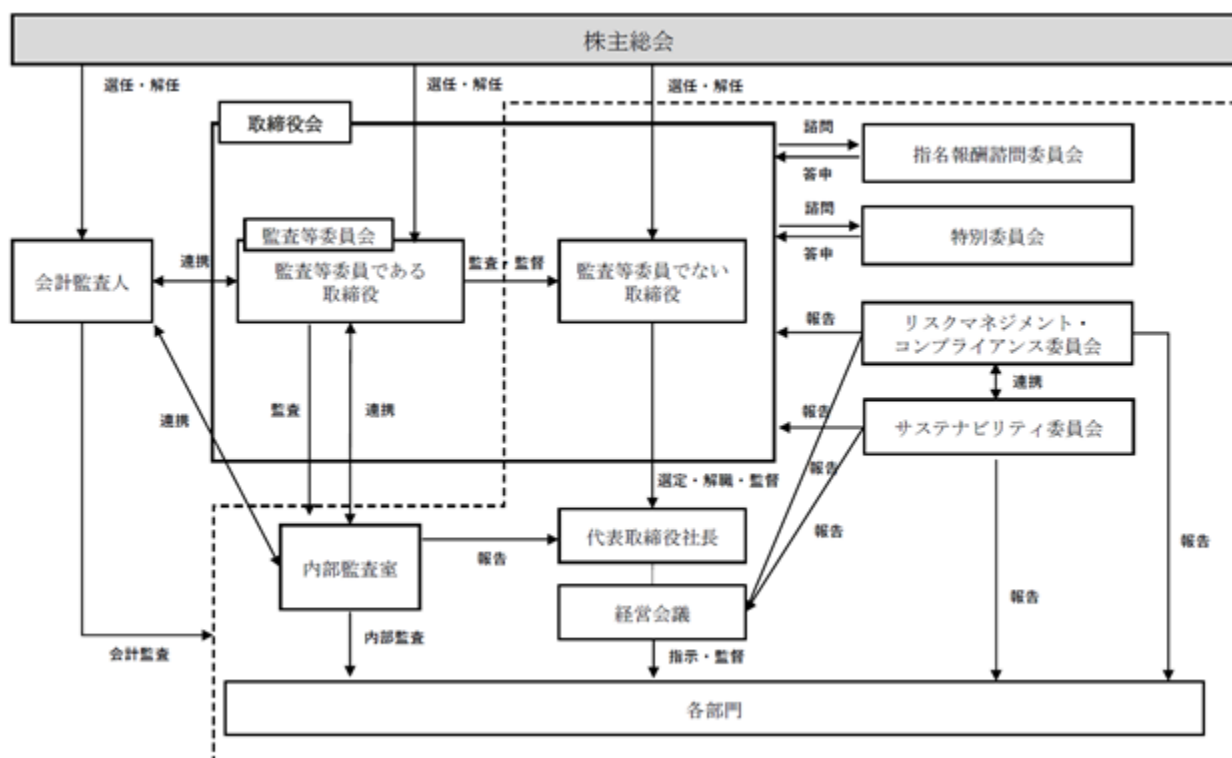 株主総会
選任・解任
選任・解任
選任・解任
取締役会
諮問
指名報酬諮問委員会
答申
諮問
特別委員会
答申
監査等委員会
会計監査人
連携
監査等委員である
取締役
監査・監督
監査等委員でない
取締役
報告
リスクマネジメント・
コンプライアンス委員会
連携
連携
監査
連携
報告
サステナビリティ委員会
報告
選定・解職・監督
代表取締役社長
報告
報告
内部監査室
報告
経営会議
報告
内部監査
会計監査
指示・監督
各部門